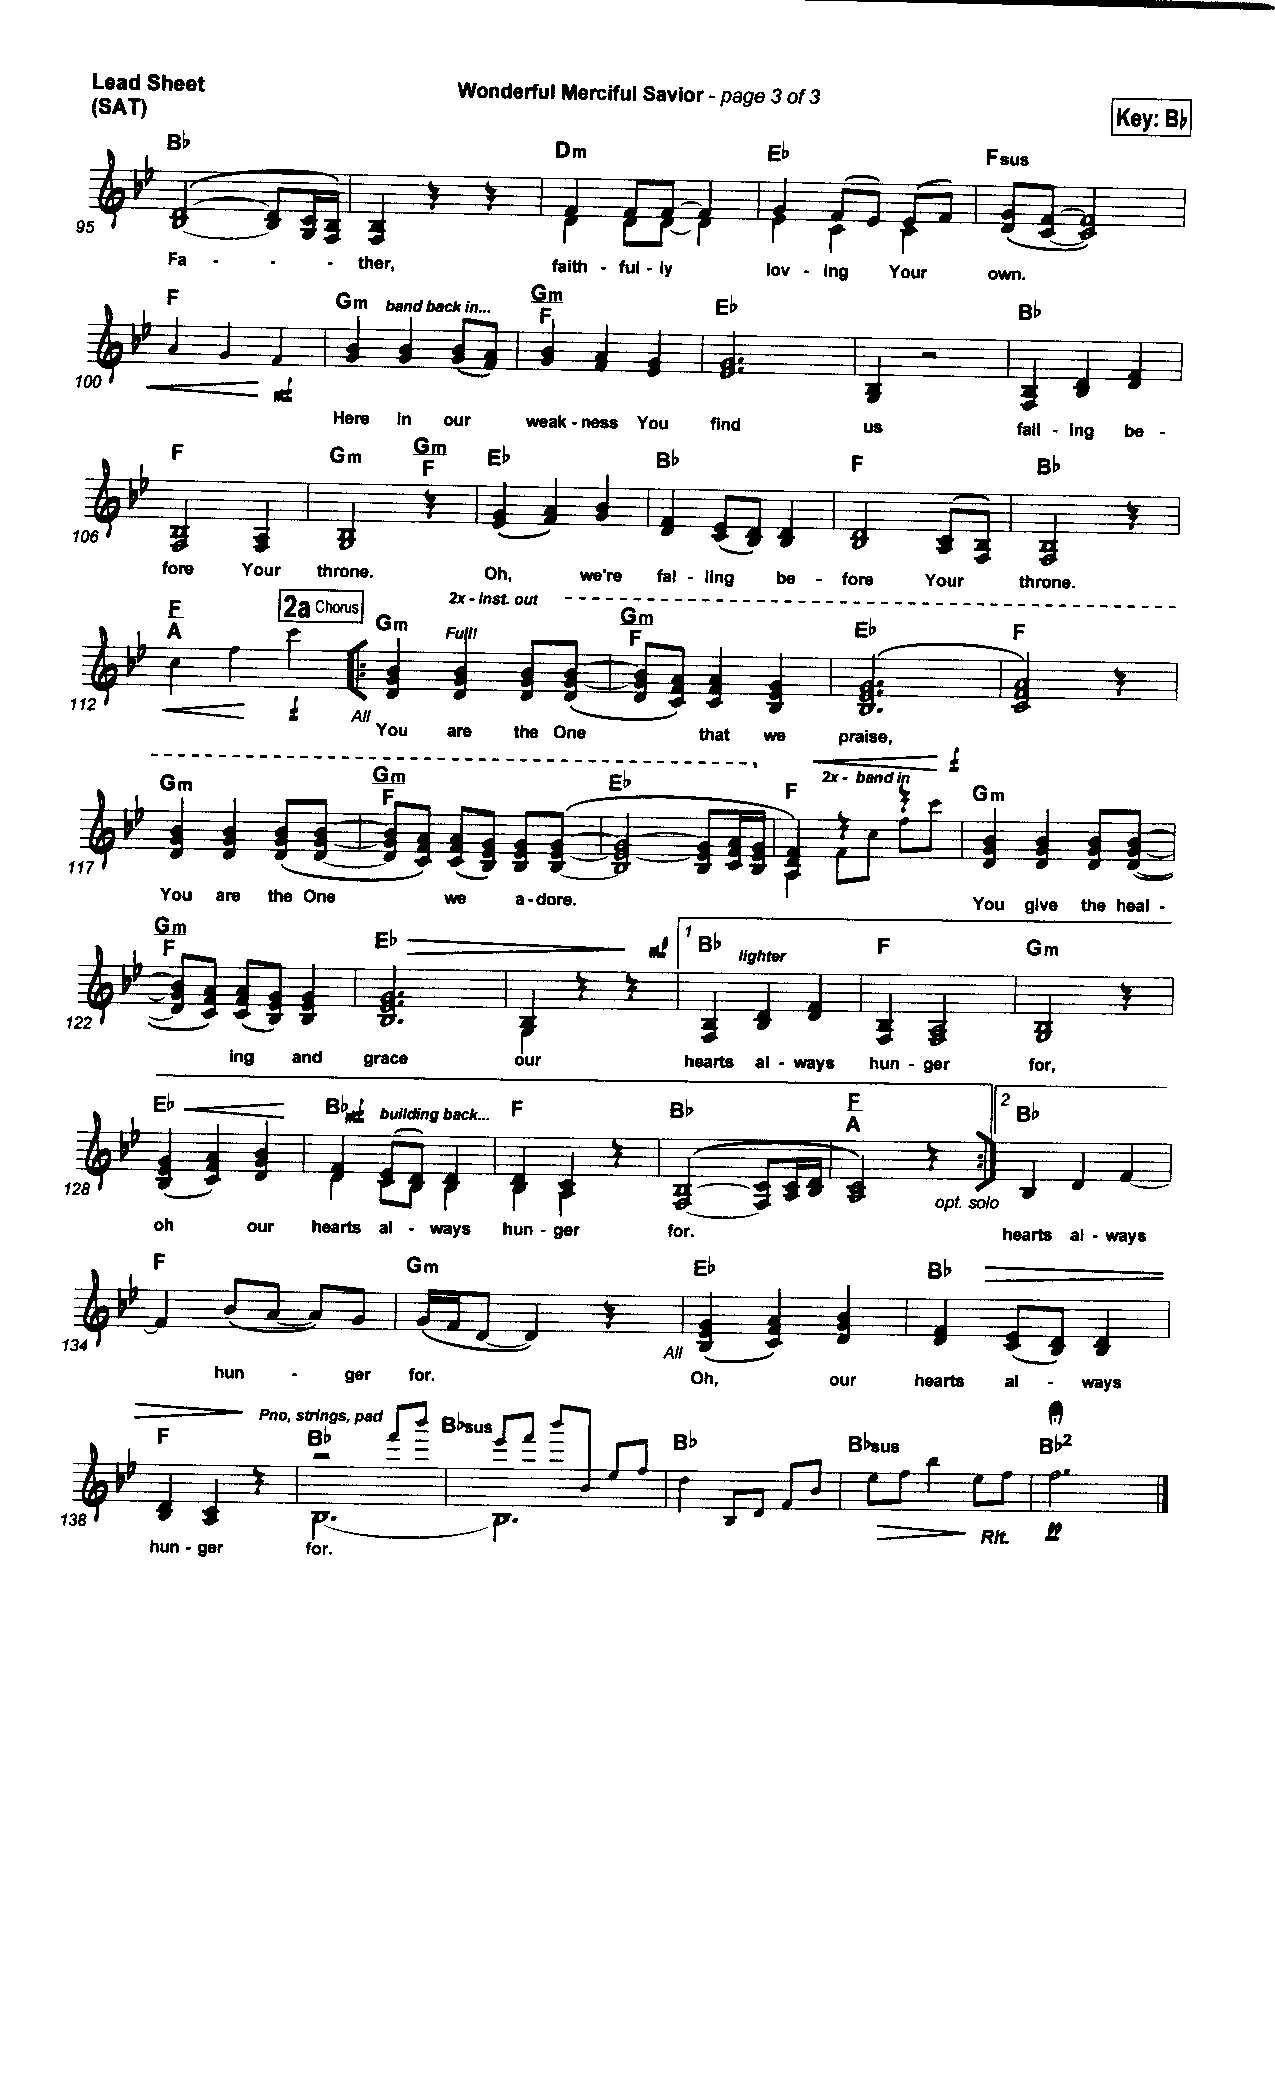 Lead Sheet
(SAT)
Wonderful Merciful Savior - page 3 of 3
Key: B♭
B♭ Dm E♭ Fsus
95
Fa - - - ther, faith - ful - ly lov - ing Your own.
F Gm band back in... Gm/F E♭ B♭
100
mf
Here in our weak - ness You find us fall - ing be -
F Gm Gm/F E♭ B♭ F B♭
106
fore Your throne. Oh, we're fal - ling be - fore Your throne.
F/A 2a Chorus Gm 2x - Inst. out Full! Gm/F E♭ F
112
f All
You are the One that we praise,
2x - band in f
Gm Gm/F E♭ F Gm
117
You are the One we a - dore. You give the heal -
Gm/F E♭ mf 1 B♭ lighter F Gm
122
ing and grace our hearts al - ways hun - ger for,
E♭ B♭ mf building back... F B♭ F/A 2 B♭
128
opt. solo
oh our hearts al - ways hun - ger for. hearts al - ways
F Gm E♭ B♭
134
All
hun - ger for. Oh, our hearts al - ways
Pno, strings, pad
F B♭ B♭sus B♭ B♭sus B♭2
138
Rit. pp
hun - ger for.